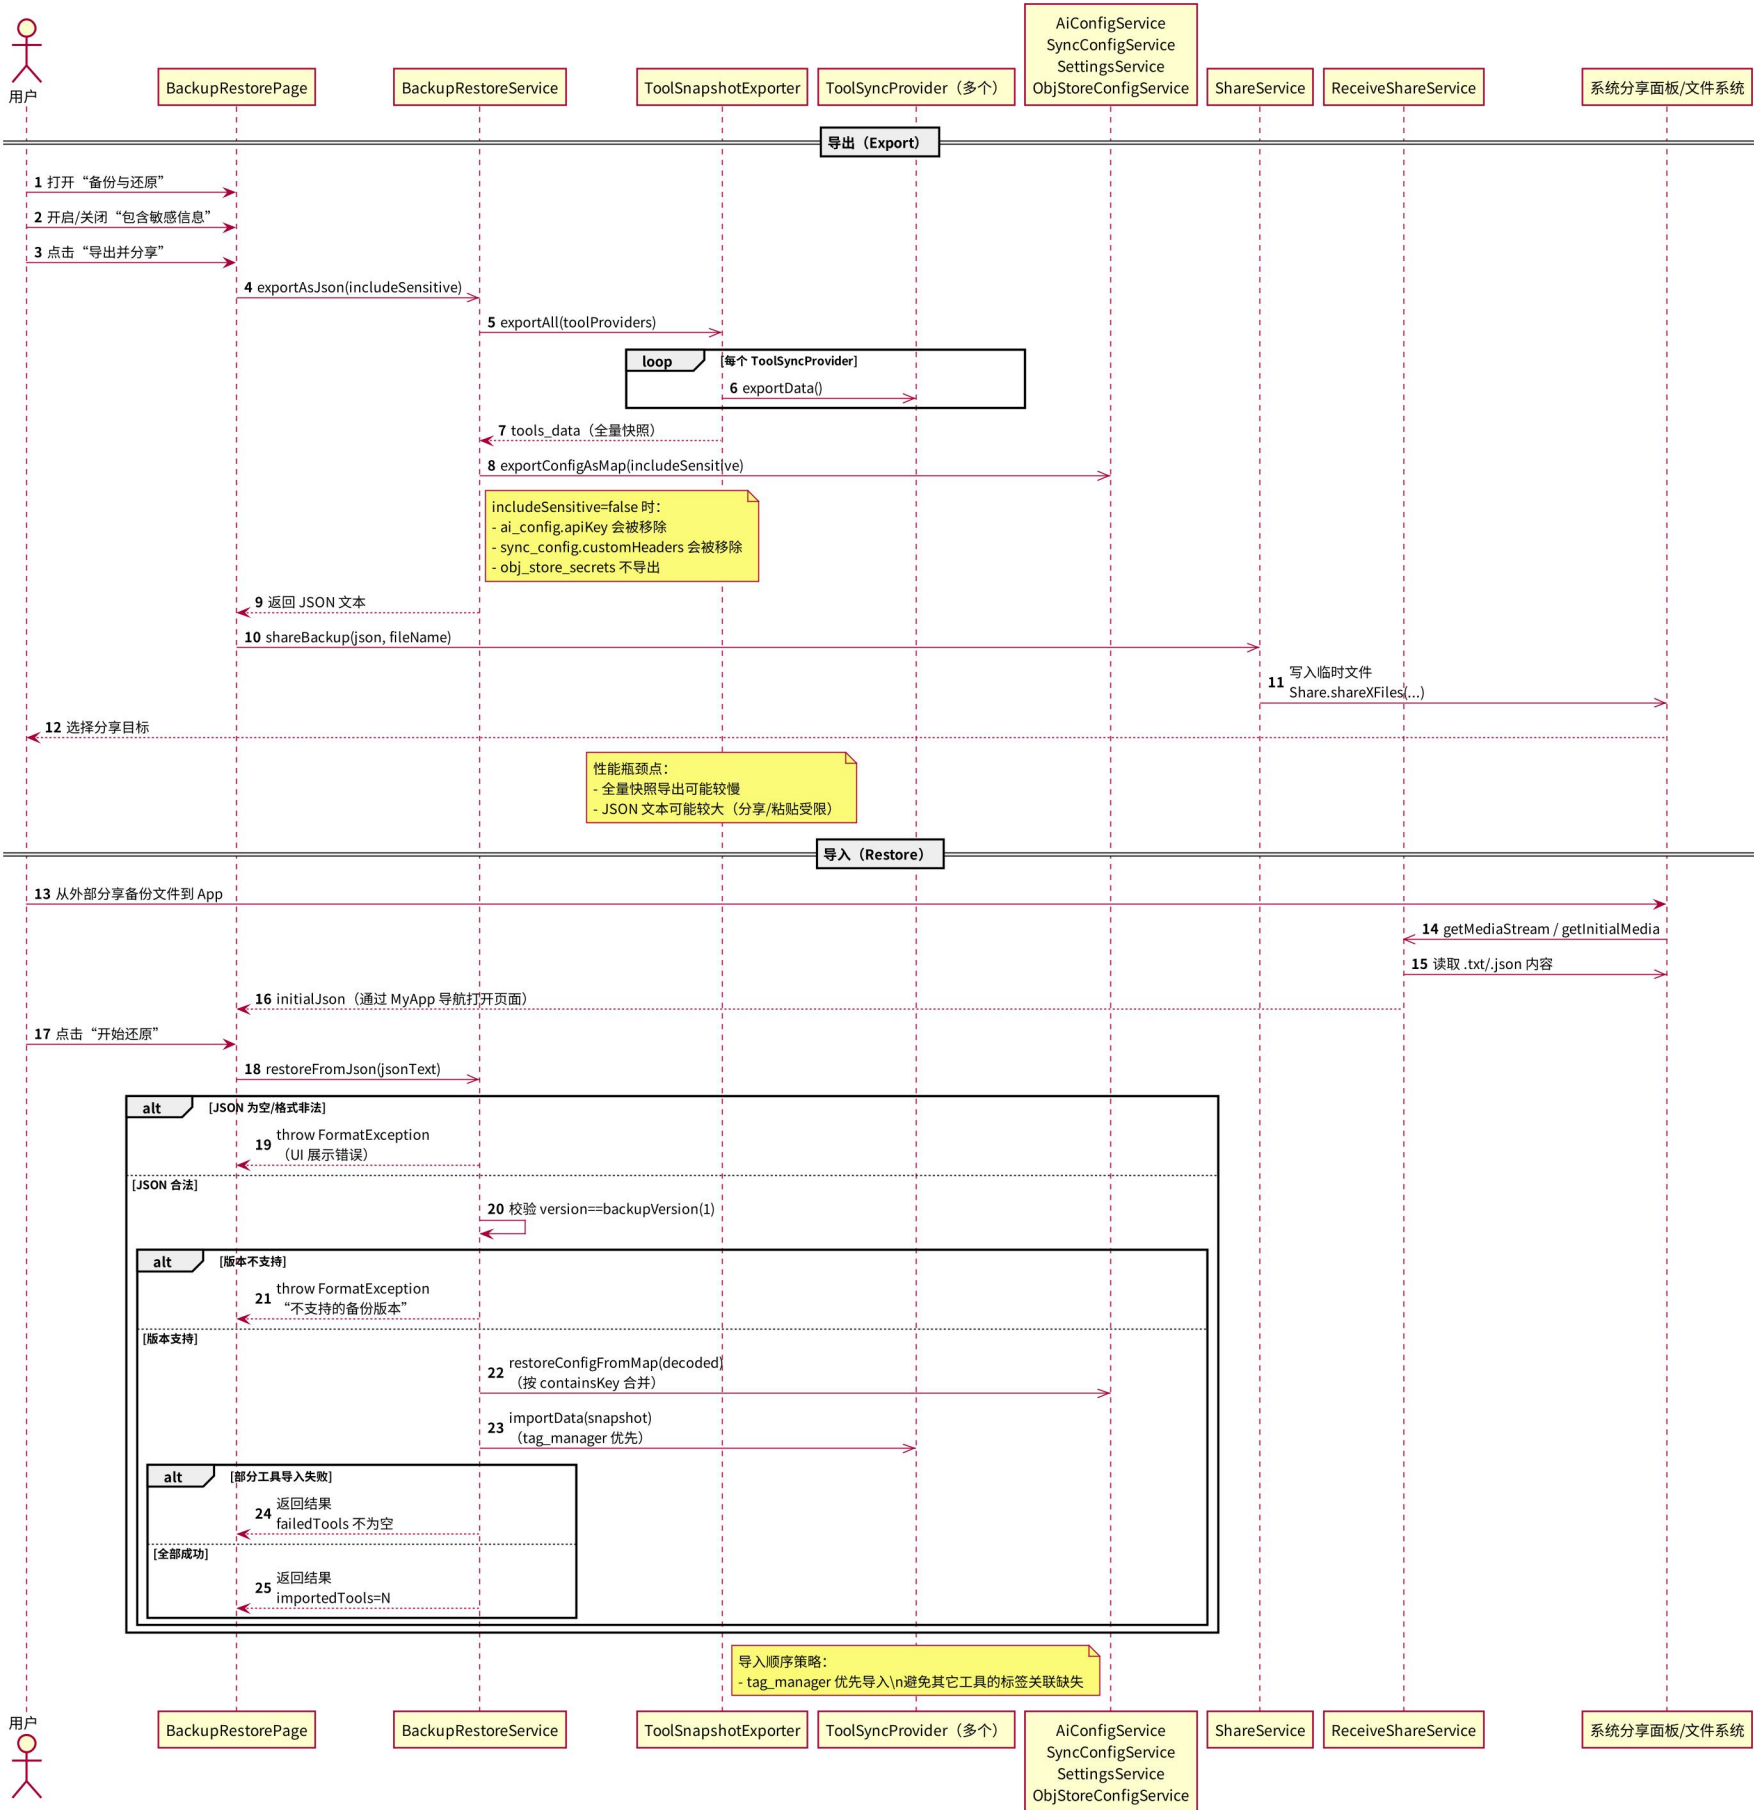 AiConfigService
SyncConfigService
SettingsService
ObjStoreConfigService
用户
BackupRestorePage
BackupRestoreService
ToolSnapshotExporter
ToolSyncProvider（多个）
ShareService
ReceiveShareService
系统分享面板/文件系统
导出（Export）
1 打开“备份与还原”
2 开启/关闭“包含敏感信息”
3 点击“导出并分享”
4 exportAsJson(includeSensitive)
5 exportAll(toolProviders)
loop [每个 ToolSyncProvider]
6 exportData()
7 tools_data（全量快照）
8 exportConfigAsMap(includeSensitive)
includeSensitive=false 时：
- ai_config.apiKey 会被移除
- sync_config.customHeaders 会被移除
- obj_store_secrets 不导出
9 返回 JSON 文本
10 shareBackup(json, fileName)
11 写入临时文件
Share.shareXFiles(...)
12 选择分享目标
性能瓶颈点：
- 全量快照导出可能较慢
- JSON 文本可能较大（分享/粘贴受限）
导入（Restore）
13 从外部分享备份文件到 App
14 getMediaStream / getInitialMedia
15 读取 .txt/.json 内容
16 initialJson（通过 MyApp 导航打开页面）
17 点击“开始还原”
18 restoreFromJson(jsonText)
alt [JSON 为空/格式非法]
19 throw FormatException
（UI 展示错误）
[JSON 合法]
20 校验 version==backupVersion(1)
alt [版本不支持]
21 throw FormatException
“不支持的备份版本”
[版本支持]
22 restoreConfigFromMap(decoded)
（按 containsKey 合并）
23 importData(snapshot)
（tag_manager 优先）
alt [部分工具导入失败]
24 返回结果
failedTools 不为空
[全部成功]
25 返回结果
importedTools=N
导入顺序策略：
- tag_manager 优先导入\n避免其它工具的标签关联缺失
用户
BackupRestorePage
BackupRestoreService
ToolSnapshotExporter
ToolSyncProvider（多个）
AiConfigService
SyncConfigService
SettingsService
ObjStoreConfigService
ShareService
ReceiveShareService
系统分享面板/文件系统